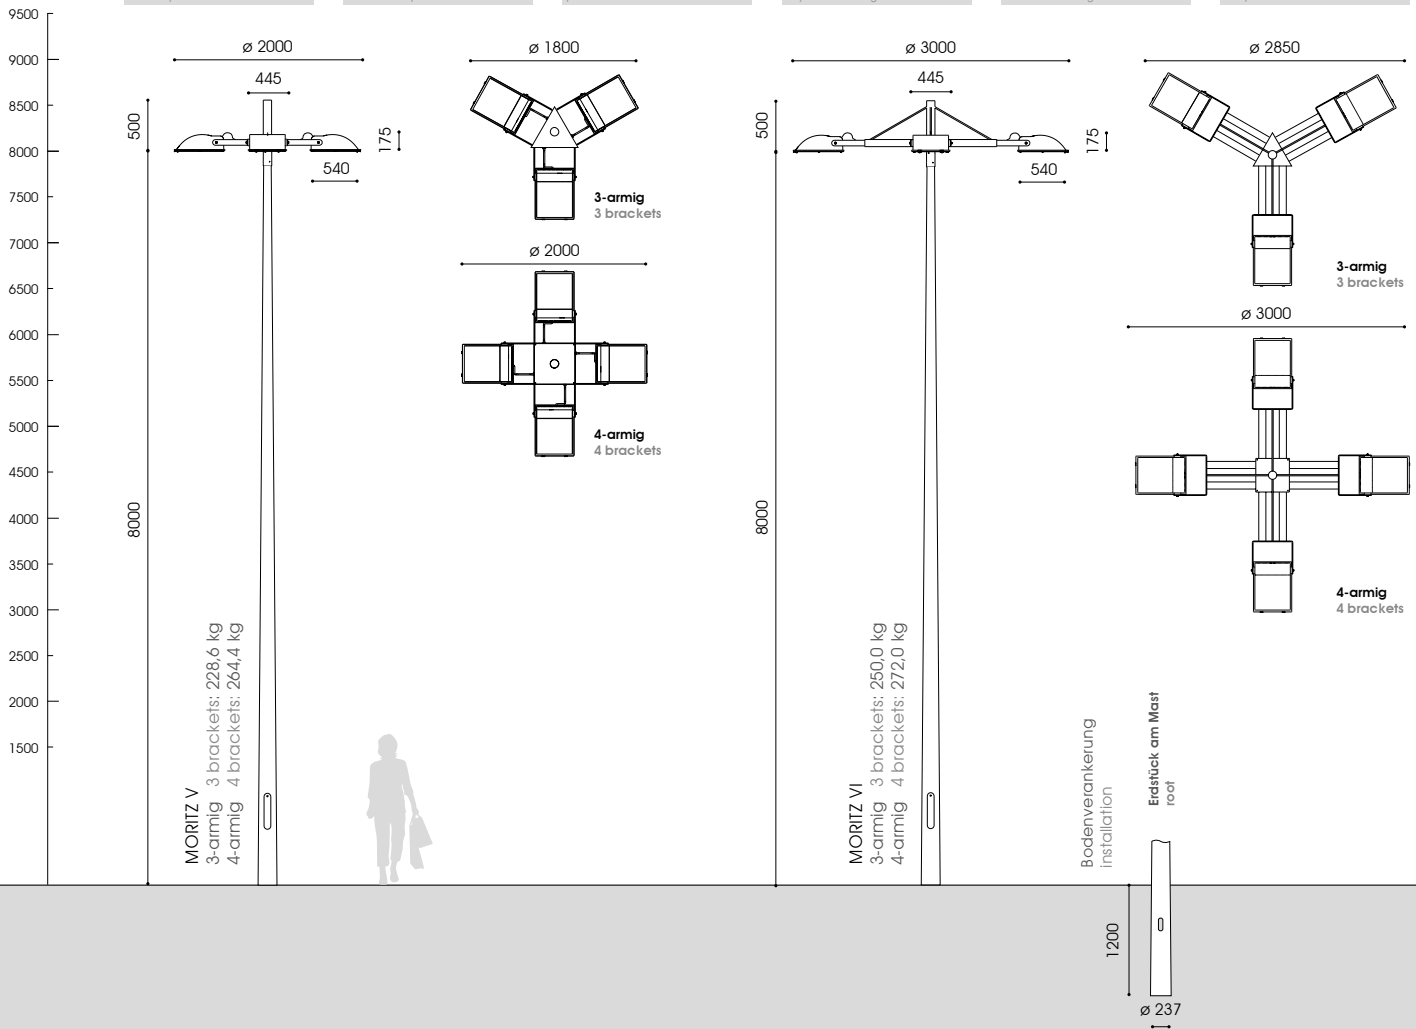 9500
9000
8500
8000
7500
7000
6500
6000
5500
5000
4500
4000
3500
3000
2500
2000
1500
ø 2000
445
500
175
540
8000
MORITZ V
3-armig 3 brackets: 228,6 kg
4-armig 4 brackets: 264,4 kg
ø 1800
3-armig
3 brackets
ø 2000
4-armig
4 brackets
ø 3000
445
500
175
540
8000
MORITZ VI
3-armig 3 brackets: 250,0 kg
4-armig 4 brackets: 272,0 kg
ø 2850
3-armig
3 brackets
ø 3000
4-armig
4 brackets
Bodenverankerung
installation
Erdstück am Mast
root
1200
ø 237